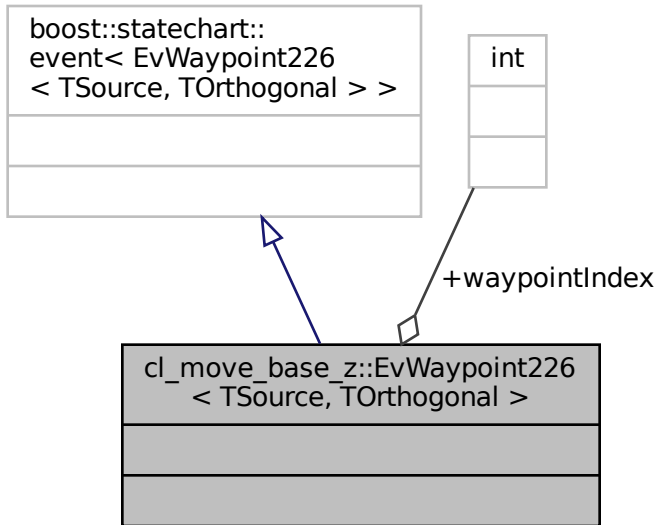 boost::statechart::
event< EvWaypoint226
< TSource, TOrthogonal > >
int
+waypointIndex
cl_move_base_z::EvWaypoint226
< TSource, TOrthogonal >